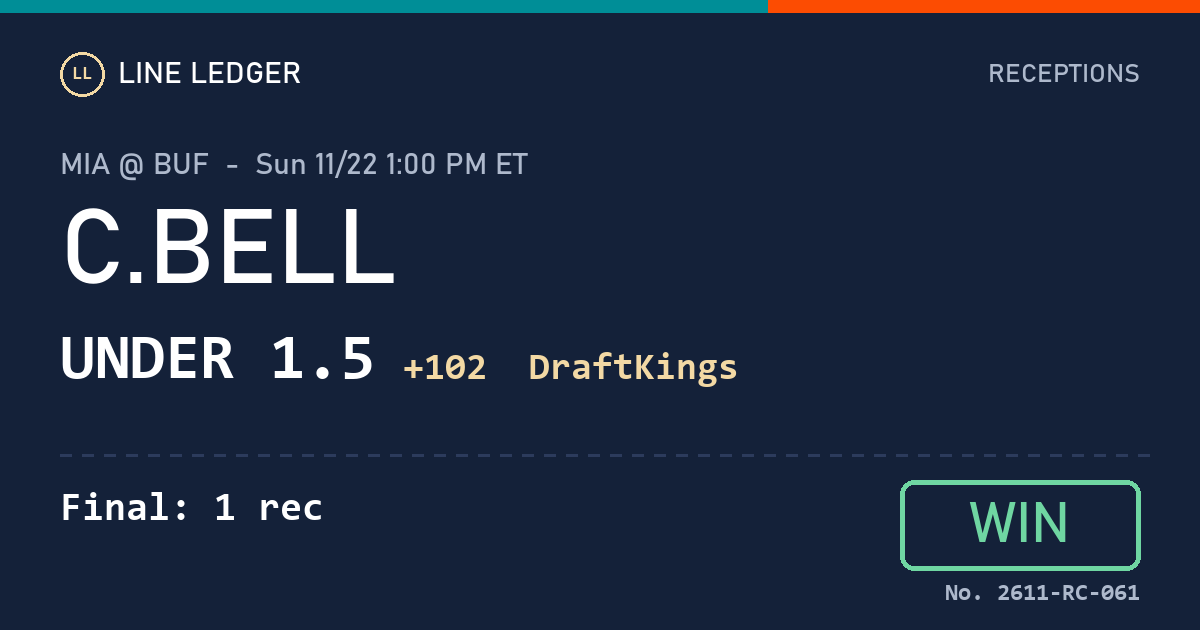 LL LINE LEDGER
RECEPTIONS
MIA @ BUF - Sun 11/22 1:00 PM ET
C.BELL
UNDER 1.5 +102 DraftKings
Final: 1 rec
WIN
No. 2611-RC-061